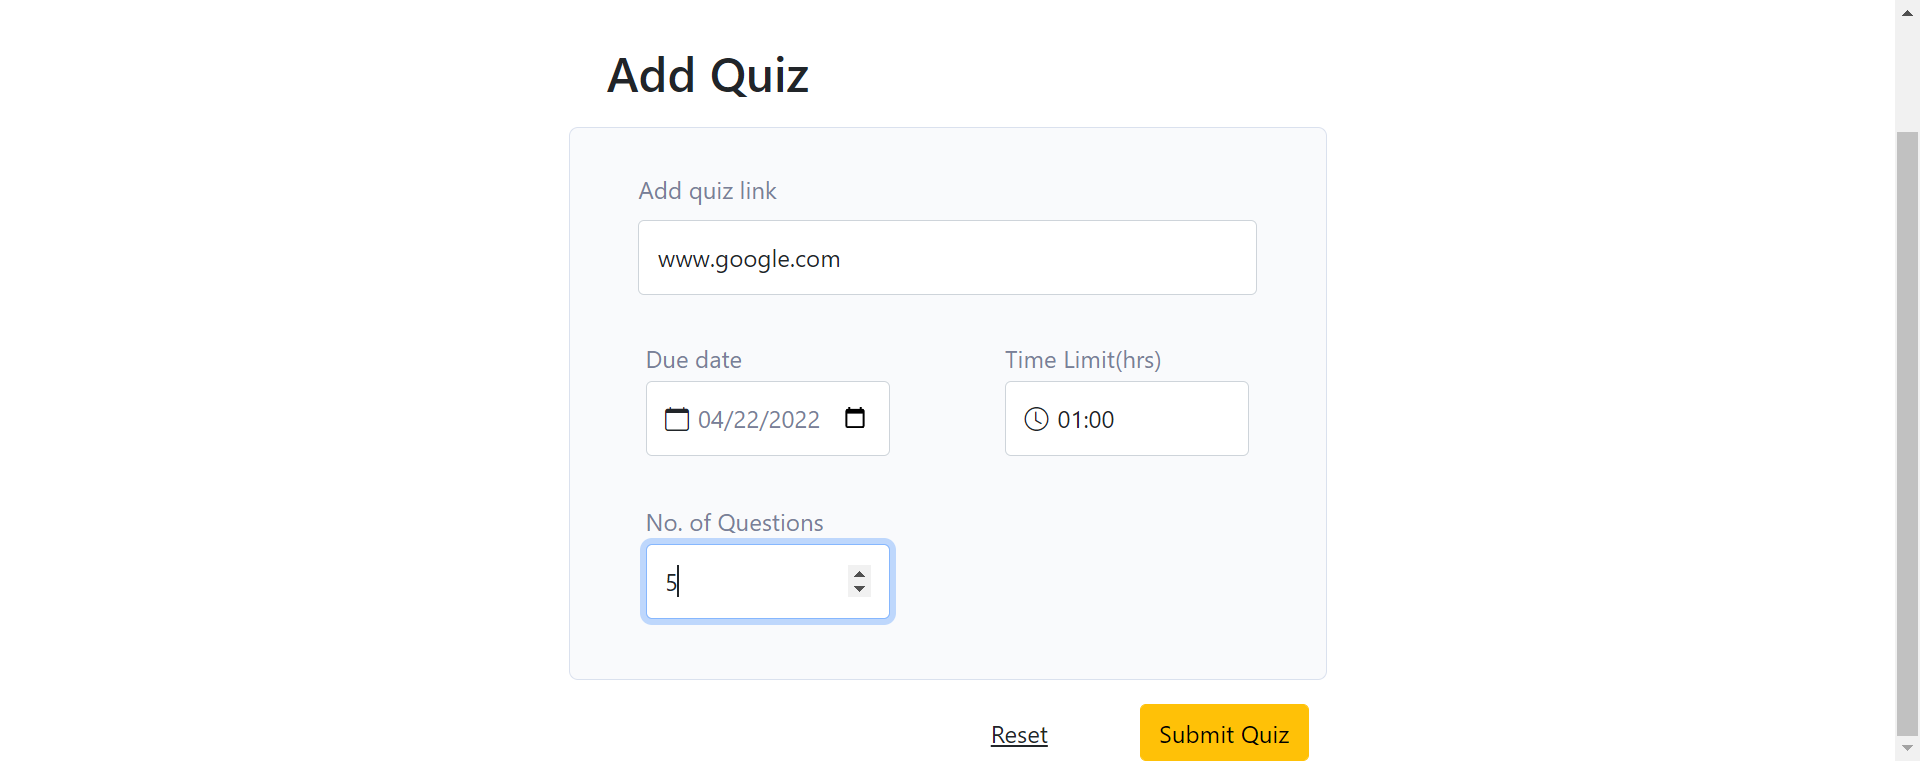 Add Quiz
Add quiz link
www.google.com
Due date
Time Limit(hrs)
04/22/2022
01:00
No. of Questions
5
Reset
Submit Quiz